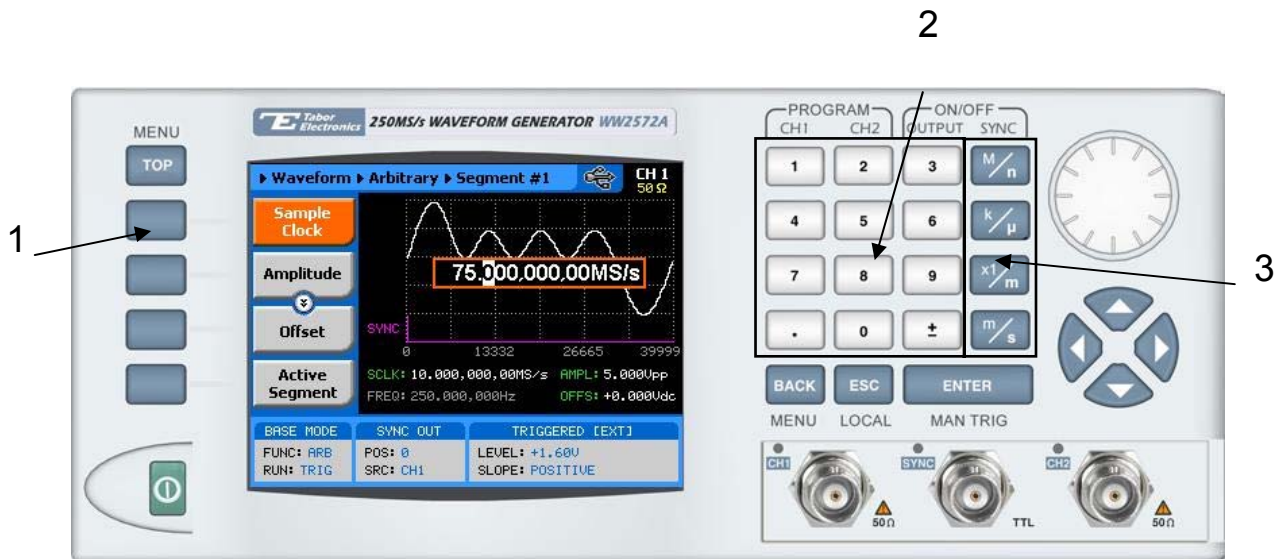 2
1
3
MENU
TOP
Tabor Electronics 250MS/s WAVEFORM GENERATOR WW2572A
Waveform Arbitrary Segment #1
CH 1
50 Ω
Sample
Clock
Amplitude
Offset
Active
Segment
75.000,000,00MS/s
SYNC
0 13332 26665 39999
SCLK: 10.000,000,00MS/s AMPL: 5.000Vpp
FREQ: 250.000,000Hz OFFS: +0.000Vdc
BASE MODE
FUNC: ARB
RUN: TRIG
SYNC OUT
POS: 0
SRC: CH1
TRIGGERED [EXT]
LEVEL: +1.60V
SLOPE: POSITIVE
PROGRAM ON/OFF
CH1 CH2 OUTPUT SYNC
1 2 3 M/n
4 5 6 k/µ
7 8 9 x1/m
. 0 ± m/s
BACK ESC ENTER
MENU LOCAL MAN TRIG
CH1 SYNC CH2
50Ω TTL 50Ω